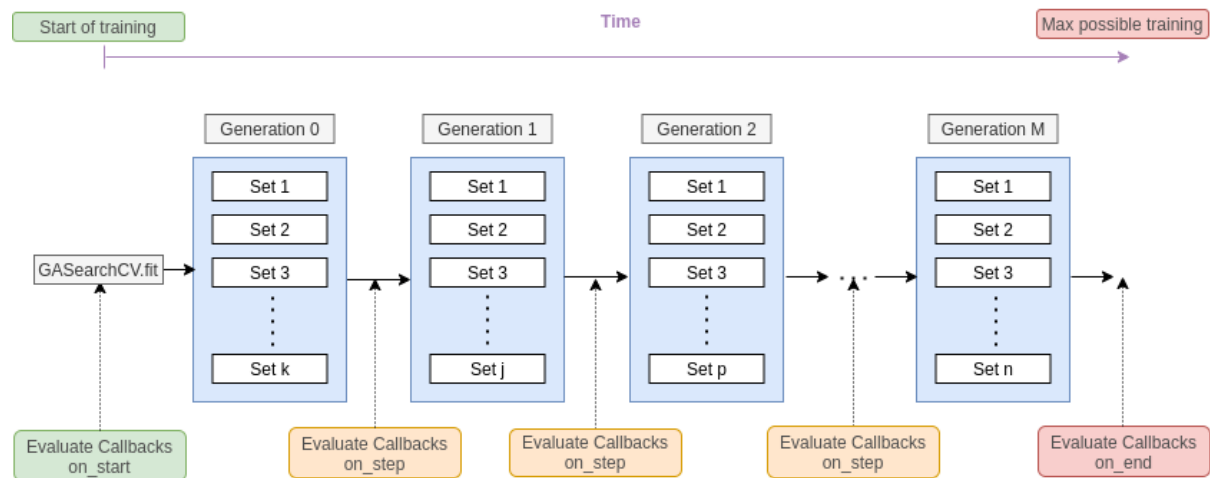 Start of training
Time
Max possible training
Generation 0
Generation 1
Generation 2
Generation M
Set 1
Set 1
Set 1
Set 1
Set 2
Set 2
Set 2
Set 2
GASearchCV.fit
Set 3
Set 3
Set 3
. . .
Set 3
Set k
Set j
Set p
Set n
Evaluate Callbacks
on_start
Evaluate Callbacks
on_step
Evaluate Callbacks
on_step
Evaluate Callbacks
on_step
Evaluate Callbacks
on_end